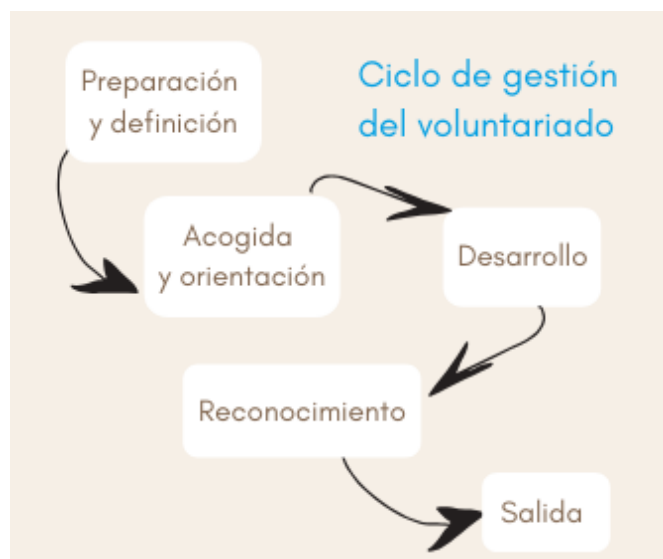 Ciclo de gestión
del voluntariado
Preparación
y definición
Acogida
y orientación
Desarrollo
Reconocimiento
Salida